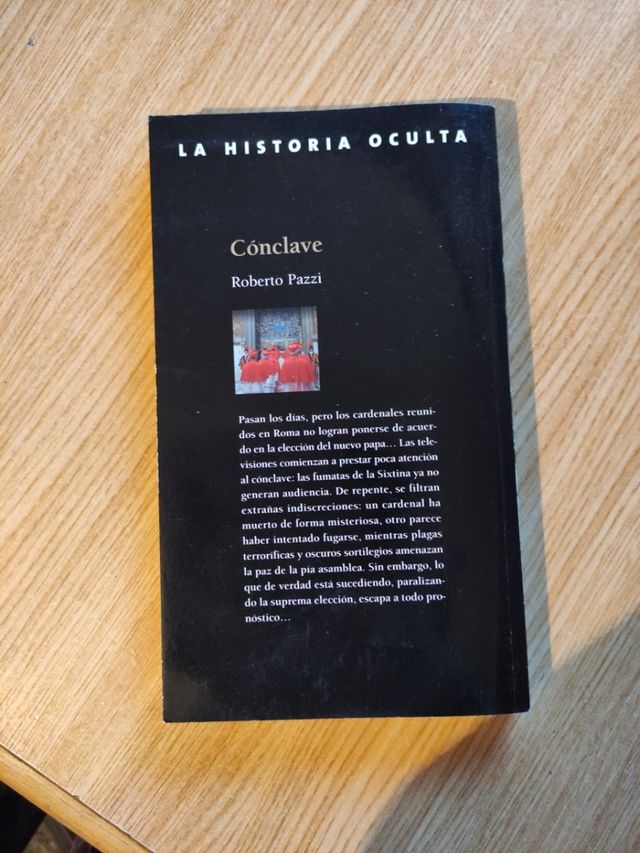 LA HISTORIA OCULTA
Cónclave
Roberto Pazzi
Pasan los días, pero los cardenales reuni-
dos en Roma no logran ponerse de acuer-
do en la elección del nuevo papa... Las tele-
visiones comienzan a prestar poca atención
al cónclave: las fumatas de la Sixtina ya no
generan audiencia. De repente, se filtran
extrañas indiscreciones: un cardenal ha
muerto de forma misteriosa, otro parece
haber intentado fugarse, mientras plagas
terroríficas y oscuros sortilegios amenazan
la paz de la pía asamblea. Sin embargo, lo
que de verdad está sucediendo, paralizan-
do la suprema elección, escapa a todo pro-
nóstico...